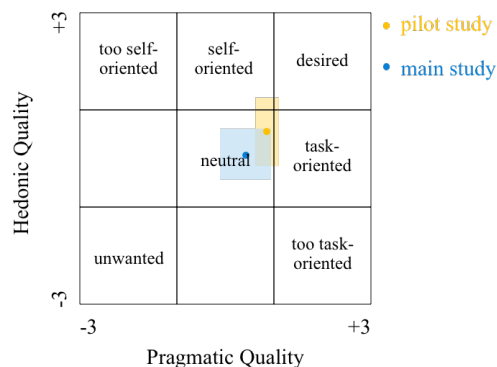 +3
Hedonic Quality
-3
too self-
oriented
self-
oriented
desired
neutral
task-
oriented
unwanted
too task-
oriented
-3
+3
Pragmatic Quality
pilot study
main study